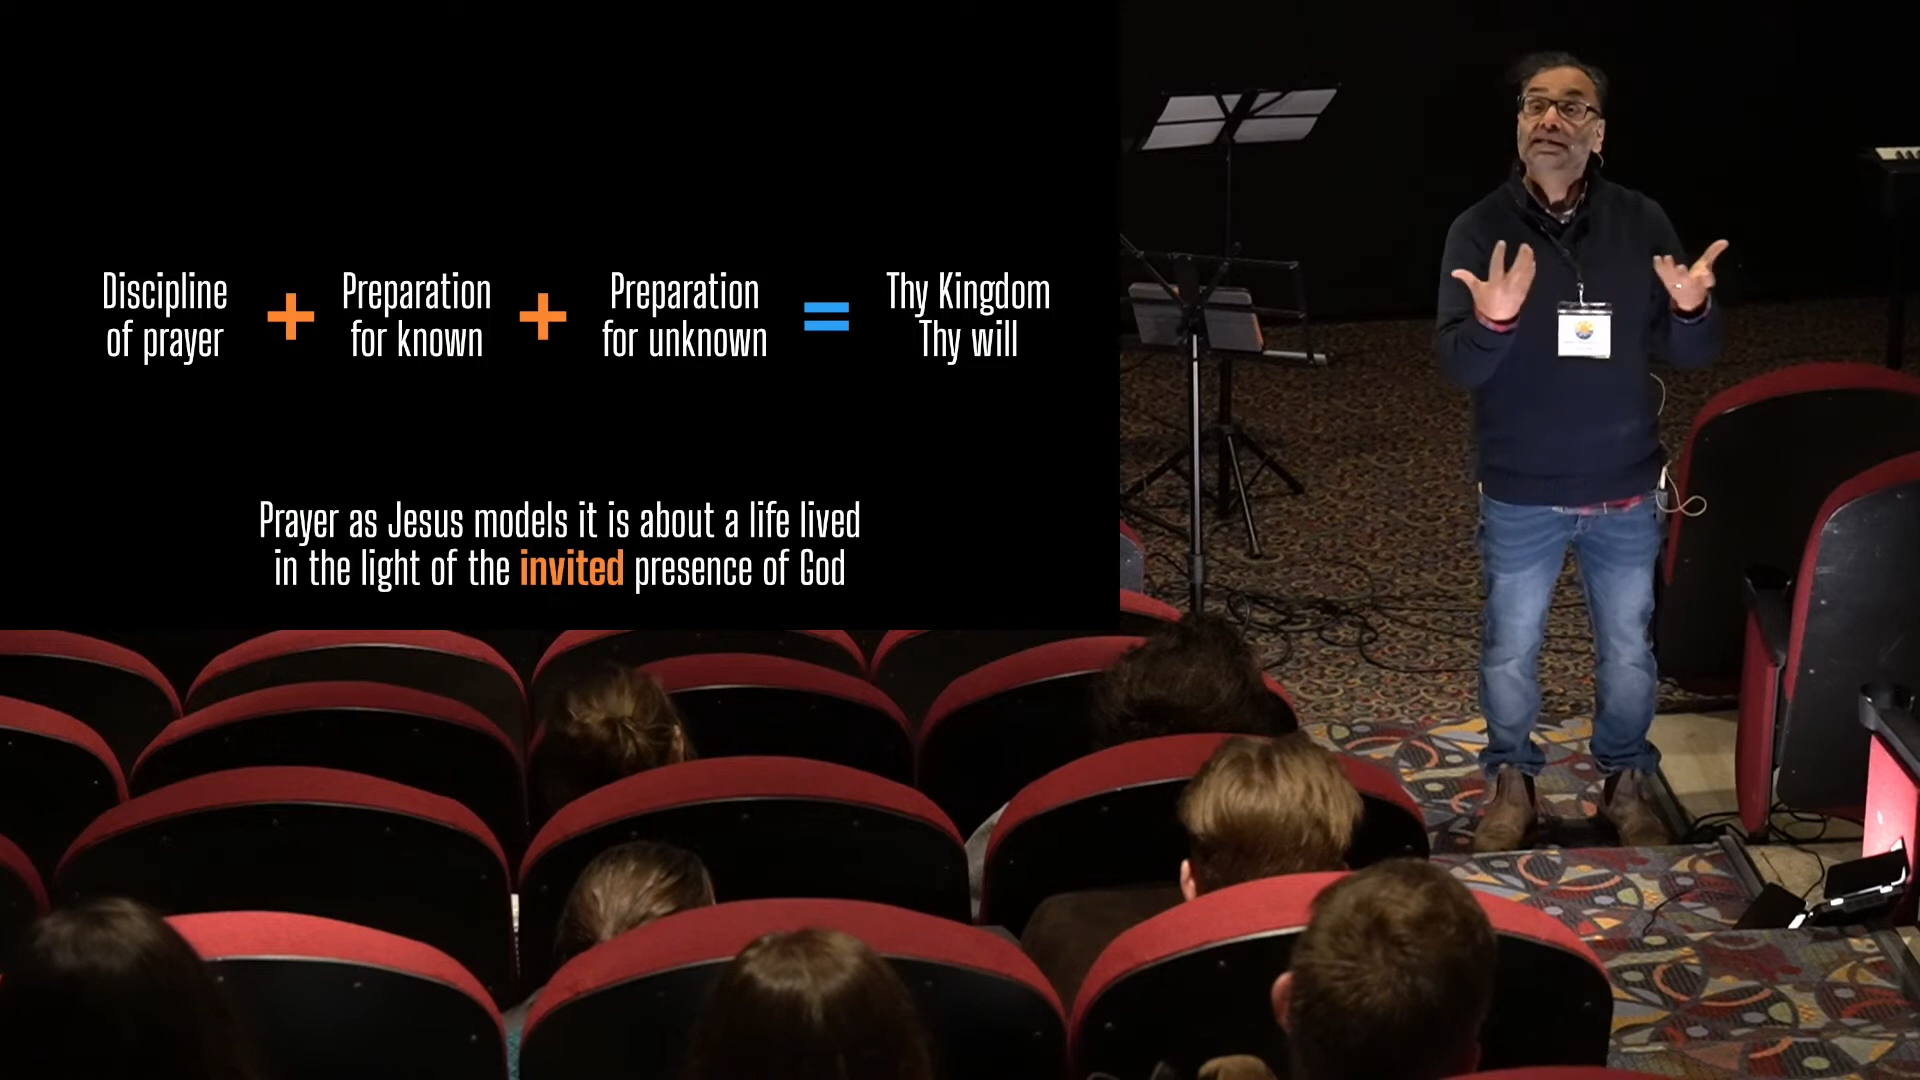 Discipline
of prayer
+
Preparation
for known
+
Preparation
for unknown
=
Thy Kingdom
Thy will
Prayer as Jesus models it is about a life lived
in the light of the invited presence of God